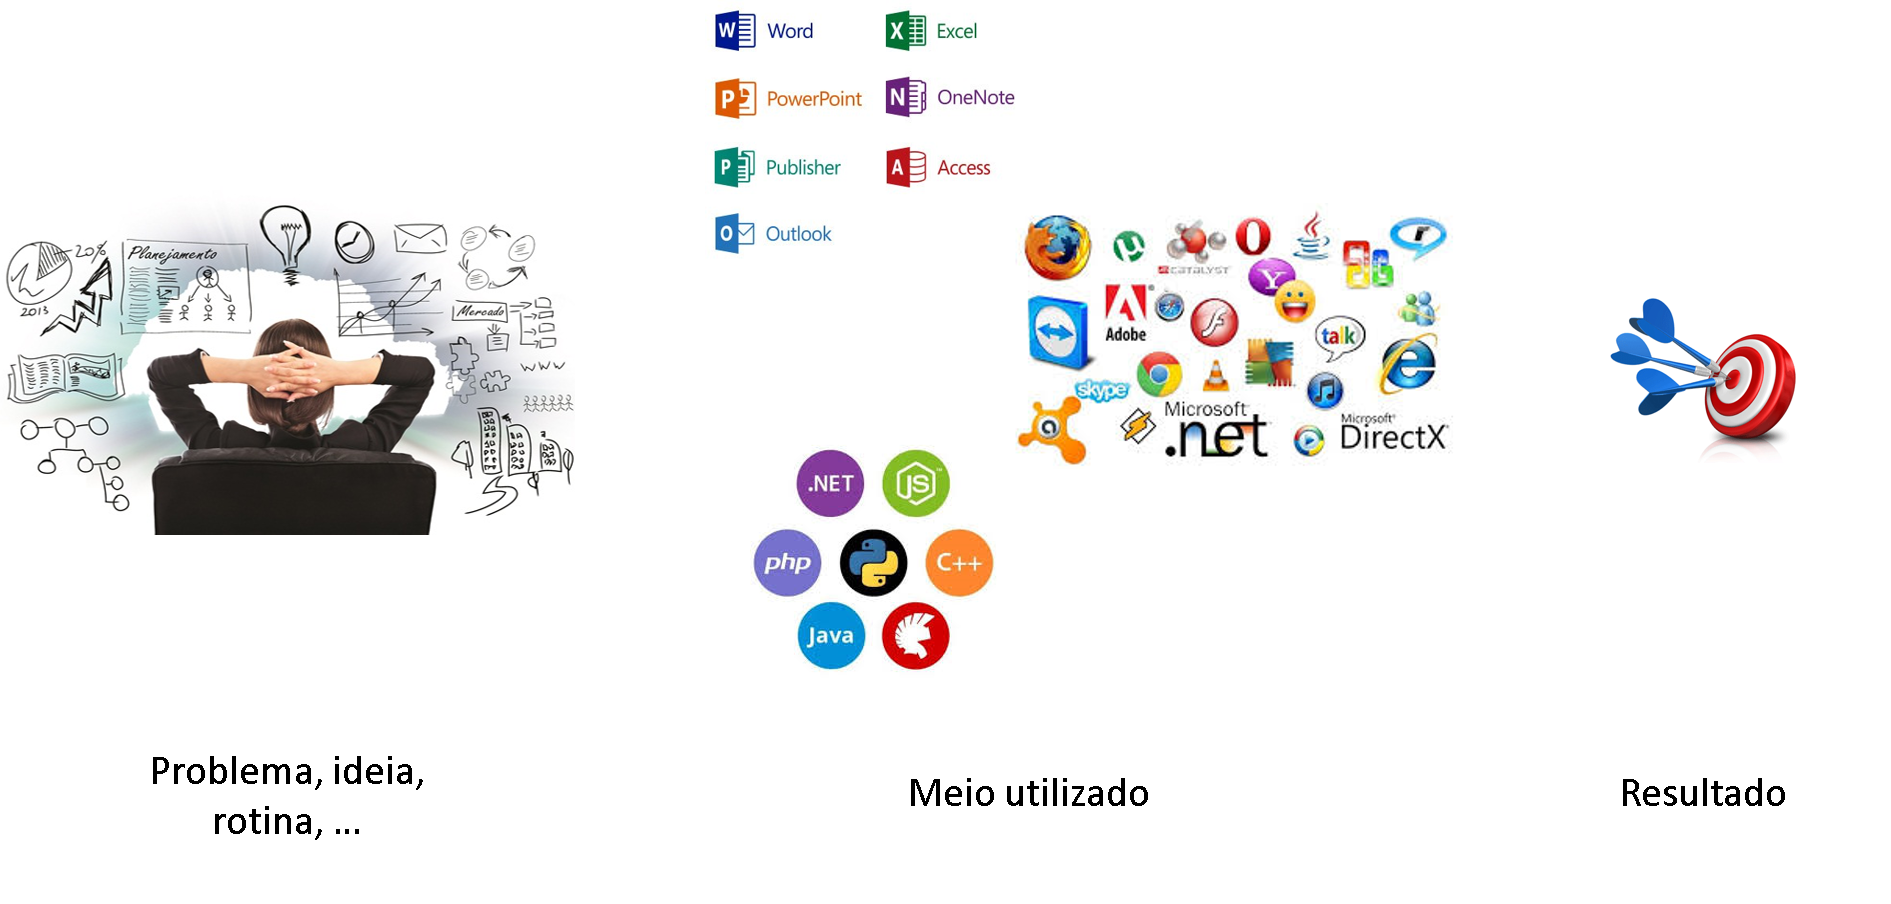 Word
Excel
PowerPoint
OneNote
Publisher
Access
Outlook
20%
2013
Planejamento
Mercado
www
CATALYST
Adobe
talk
skype
Microsoft
.net
Microsoft
DirectX
.NET
JS
php
C++
Java
Problema, ideia,
rotina, ...
Meio utilizado
Resultado